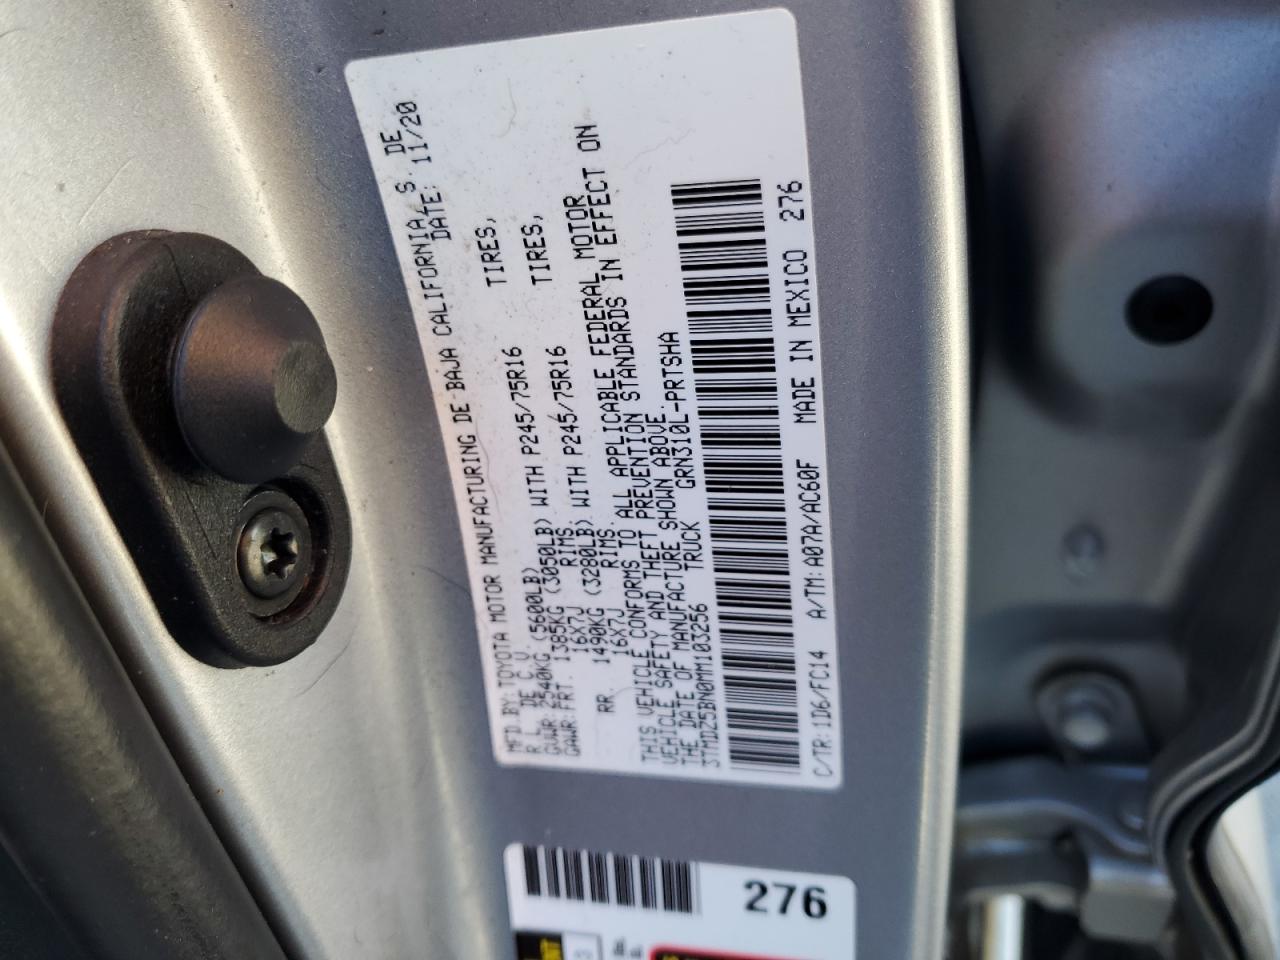 MFD.BY:TOYOTA MOTOR MANUFACTURING DE BAJA CALIFORNIA,S. DE
R.L. DE C.V. DATE: 11/20
GVWR:2540KG (5600LB)
GAWR:FRT. 1385KG (3050LB) WITH P245/75R16 TIRES,
16X7J RIMS.
RR. 1490KG (3280LB) WITH P245/75R16 TIRES,
16X7J RIMS.
THIS VEHICLE CONFORMS TO ALL APPLICABLE FEDERAL MOTOR
VEHICLE SAFETY AND THEFT PREVENTION STANDARDS IN EFFECT ON
THE DATE OF MANUFACTURE SHOWN ABOVE.
3TMDZ5BN0MM103256 TRUCK GRN310L-PRTSHA
C/TR:1D6/FC14 A/TM:A07A/AC60F MADE IN MEXICO 276
276